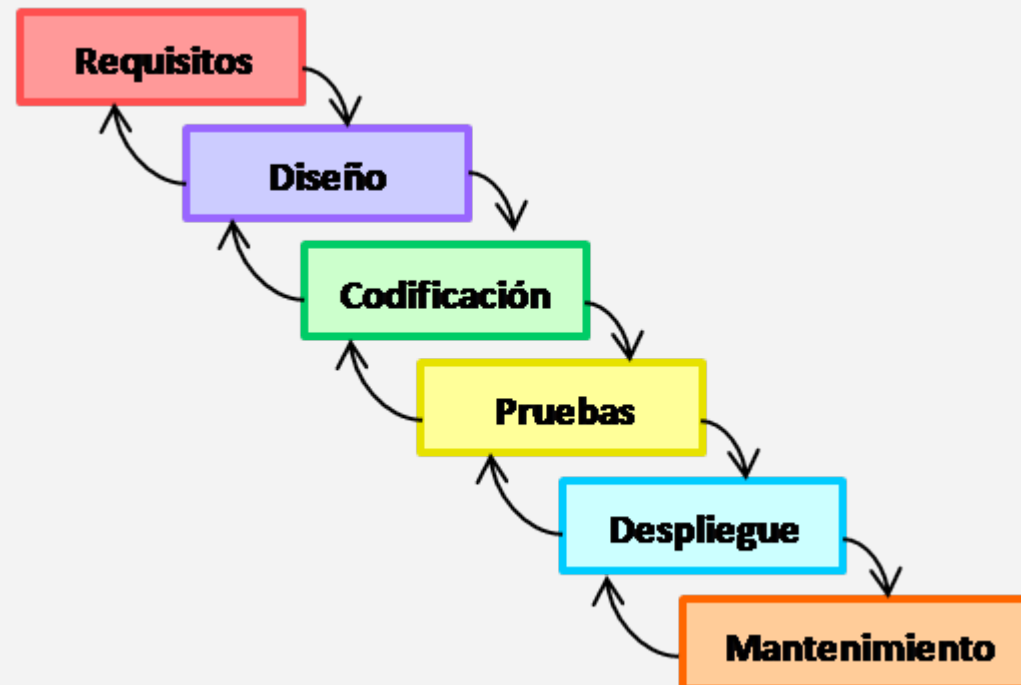 Requisitos
Diseño
Codificación
Pruebas
Despliegue
Mantenimiento